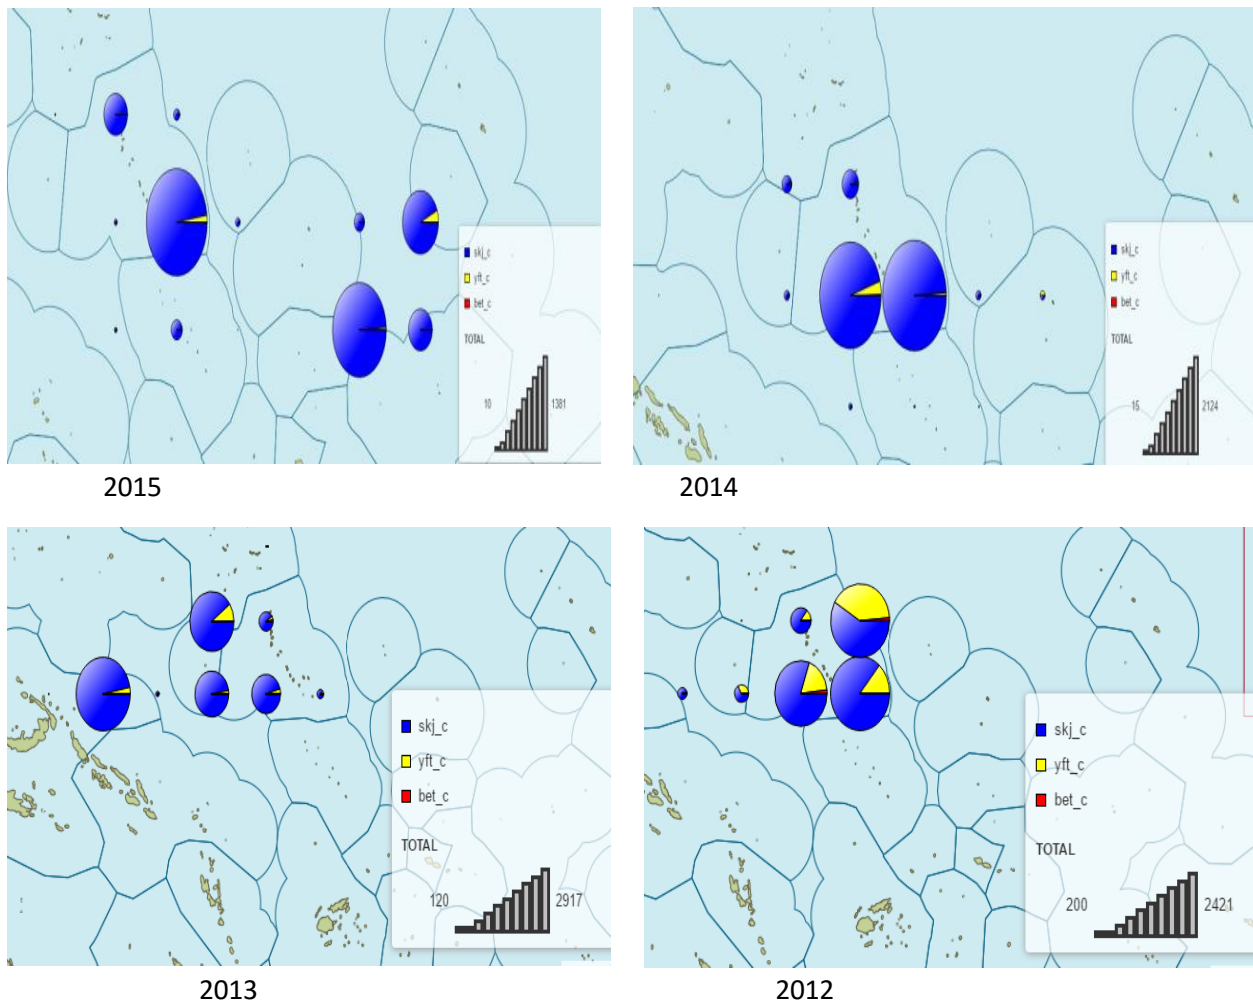 skj_c
yft_c
bet_c
TOTAL
10 1381
2015
skj_c
yft_c
bet_c
TOTAL
15 2124
2014
skj_c
yft_c
bet_c
TOTAL
120 2917
2013
skj_c
yft_c
bet_c
TOTAL
200 2421
2012